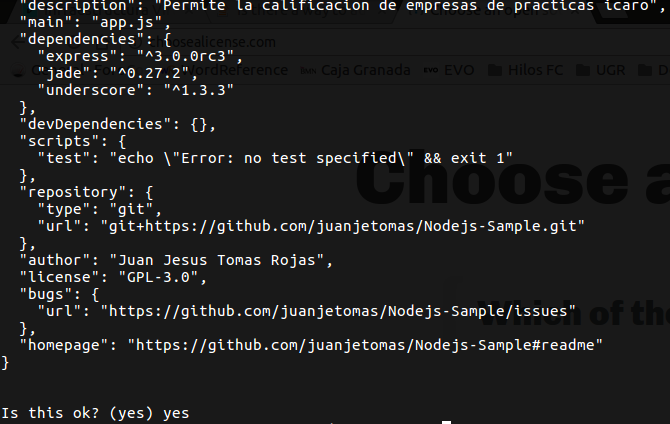 "description": "Permite la calificacion de empresas de practicas icaro",
"main": "app.js",
"dependencies": {
"express": "^3.0.0rc3",
"jade": "^0.27.2",
"underscore": "^1.3.3"
},
"devDependencies": {},
"scripts": {
"test": "echo \"Error: no test specified\" && exit 1"
},
"repository": {
"type": "git",
"url": "git+https://github.com/juanjetomas/Nodejs-Sample.git"
},
"author": "Juan Jesus Tomas Rojas",
"license": "GPL-3.0",
"bugs": {
"url": "https://github.com/juanjetomas/Nodejs-Sample/issues"
},
"homepage": "https://github.com/juanjetomas/Nodejs-Sample#readme"
}
Is this ok? (yes) yes
oosealicense.com
WordReference
Caja Granada
EVO
EVO
Hilos FC
UGR
D
Choose a
Which of the